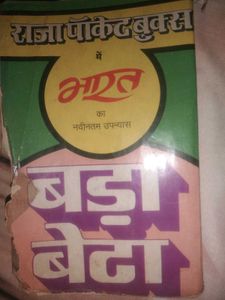 राजा पॉकेट बुक्स
में
भारत
का
नवीनतम उपन्यास
बड़ा
बेटा